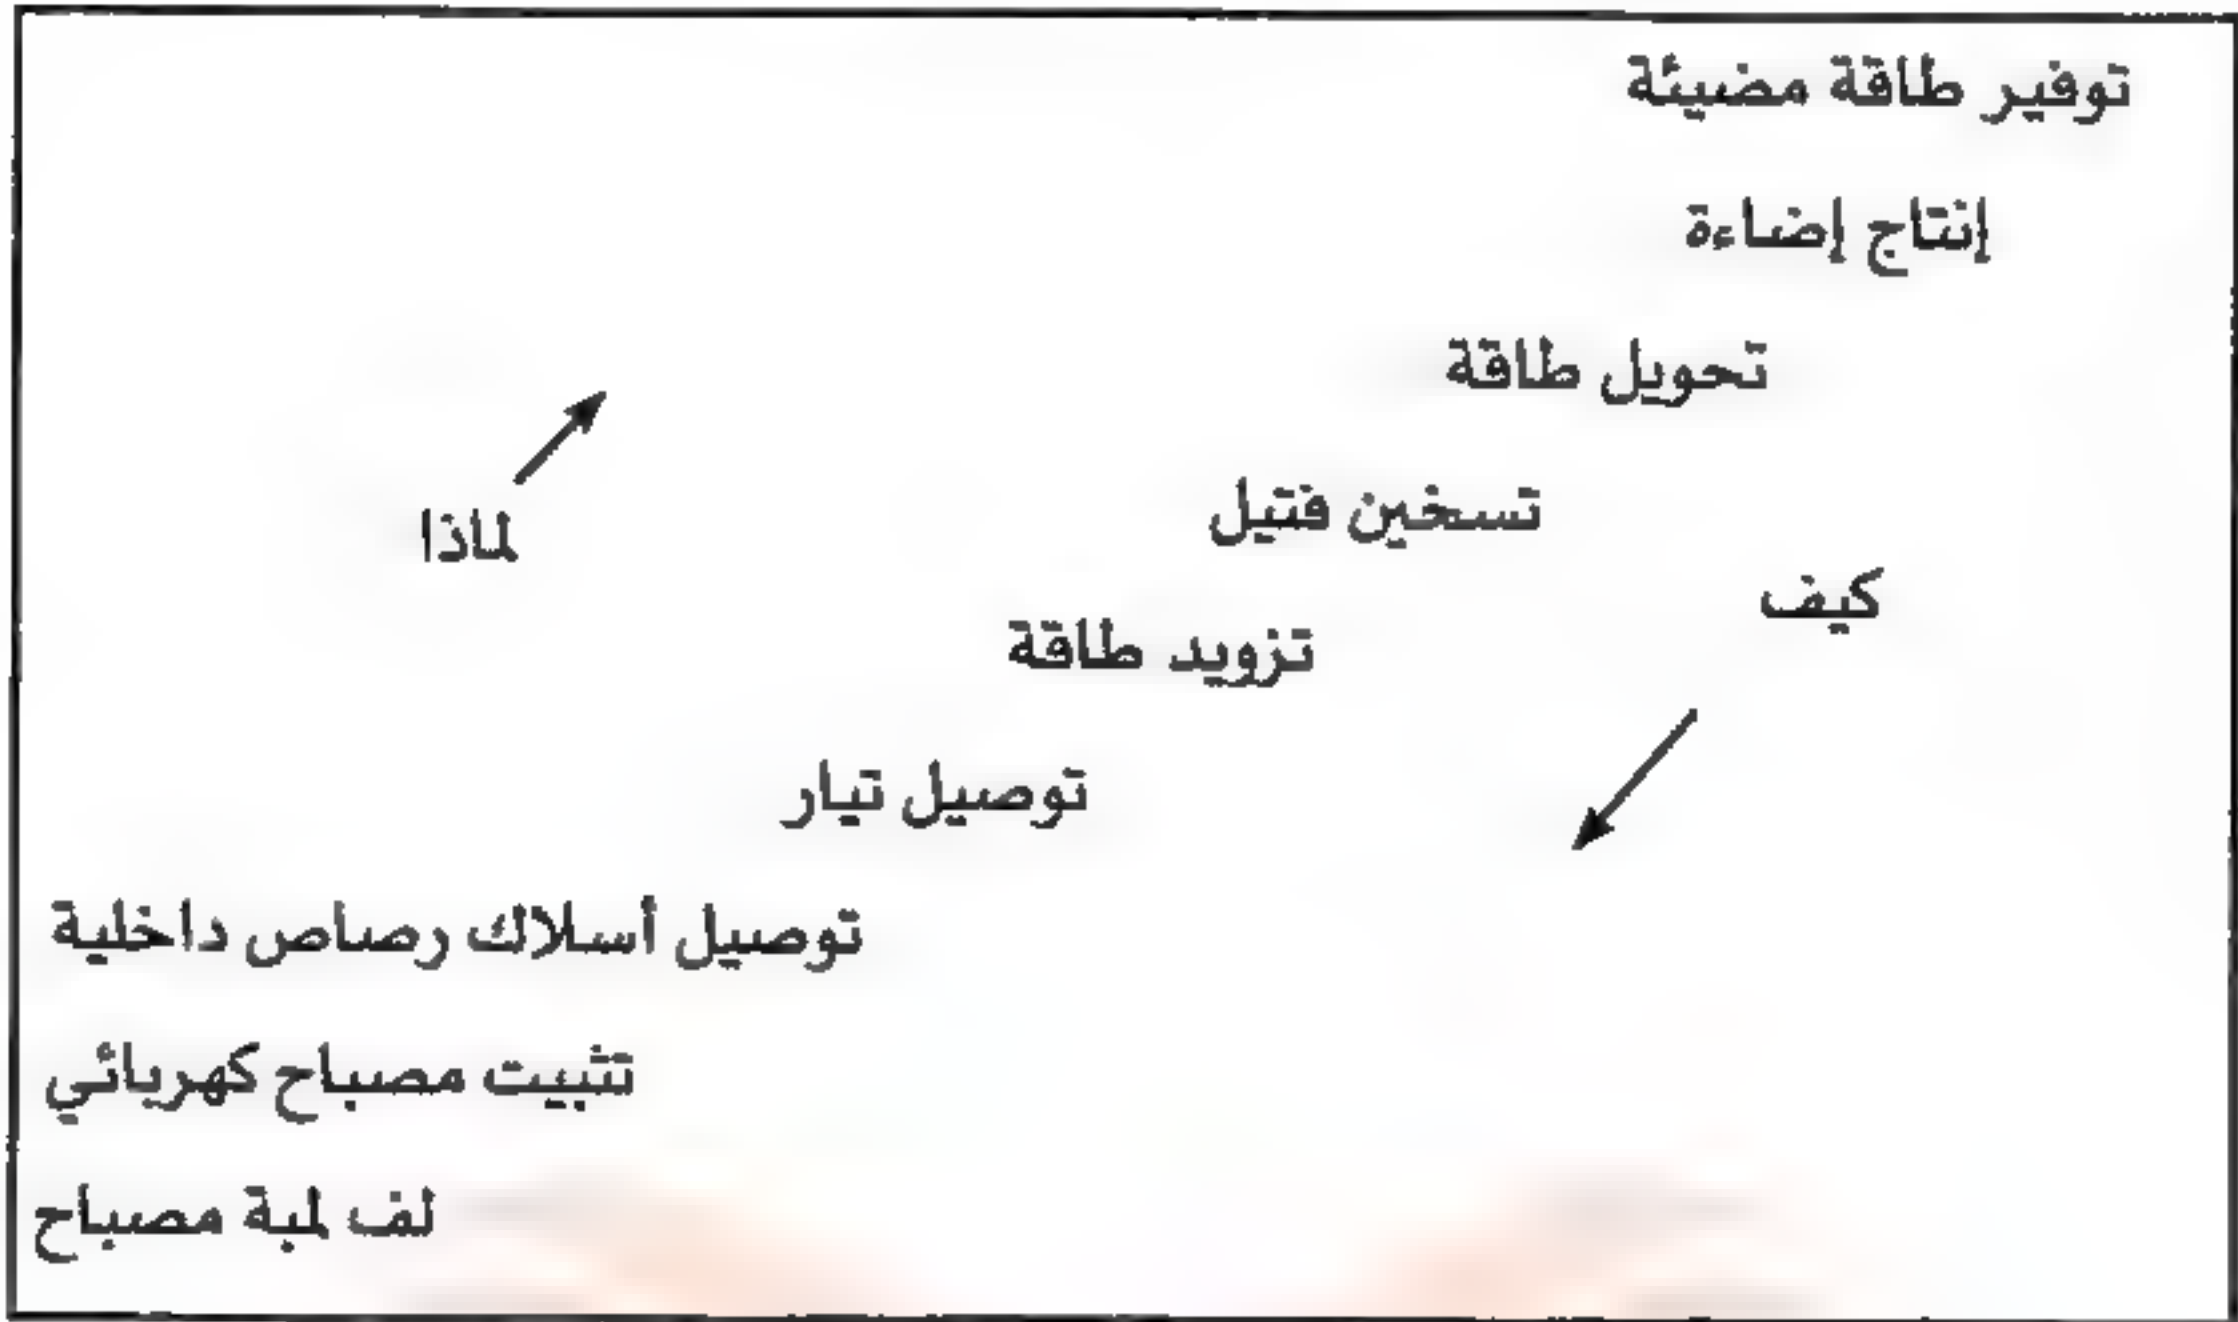 توفير طاقة مضيئة
إنتاج إضاءة
تحويل طاقة
تسخين فتيل
لماذا
كيف
تزويد طاقة
توصيل تيار
توصيل أسلاك رصاص داخلية
تثبيت مصباح كهربائي
لف لمبة مصباح